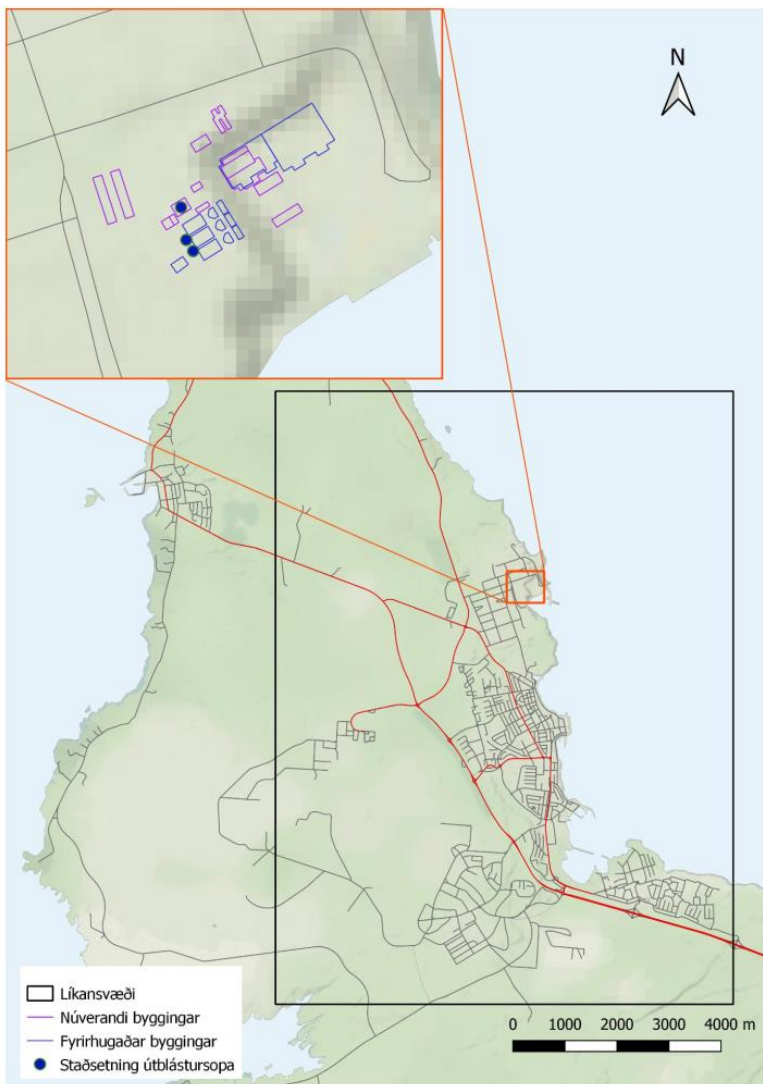 N
Líkansvæði
Núverandi byggingar
Fyrirhugaðar byggingar
Staðsetning útblástursopa
0 1000 2000 3000 4000 m